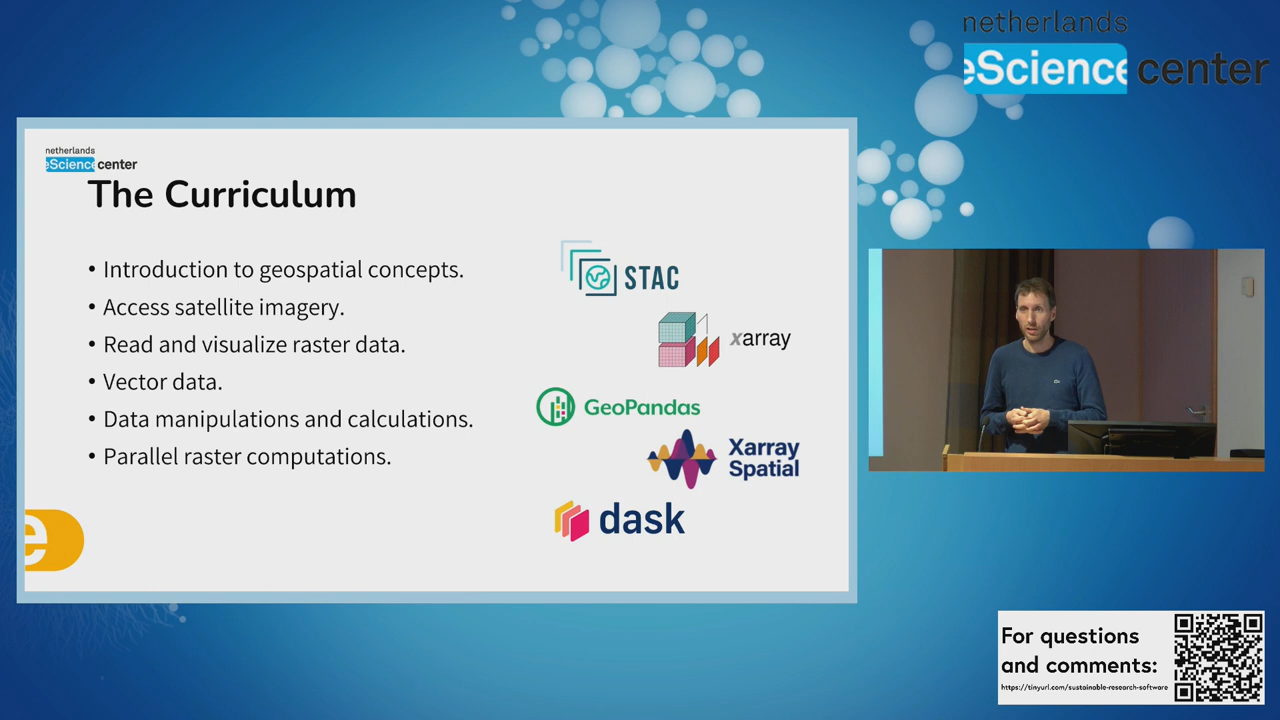 netherlands
eScience center
netherlands
eScience center
The Curriculum
• Introduction to geospatial concepts.
• Access satellite imagery.
• Read and visualize raster data.
• Vector data.
• Data manipulations and calculations.
• Parallel raster computations.
STAC
xarray
GeoPandas
Xarray
Spatial
dask
e
For questions
and comments:
https://tinyurl.com/sustainable-research-software